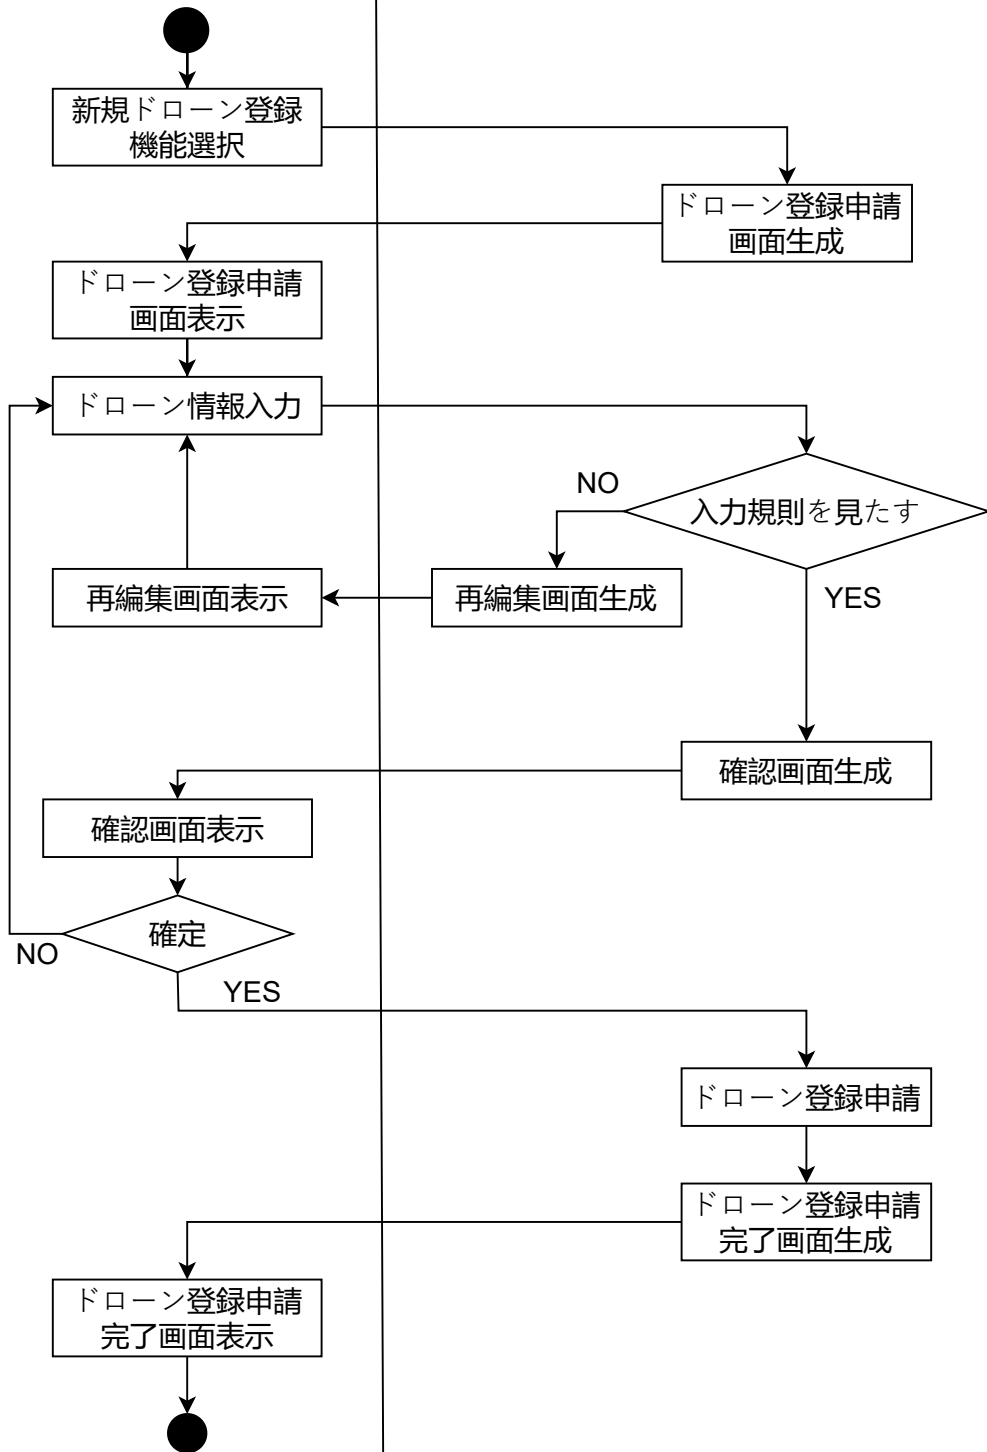 新規ドローン登録
機能選択
ドローン登録申請
画面生成
ドローン登録申請
画面表示
ドローン情報入力
NO
入力規則を見たす
再編集画面表示
再編集画面生成
YES
確認画面生成
確認画面表示
確定
NO
YES
ドローン登録申請
ドローン登録申請
完了画面生成
ドローン登録申請
完了画面表示